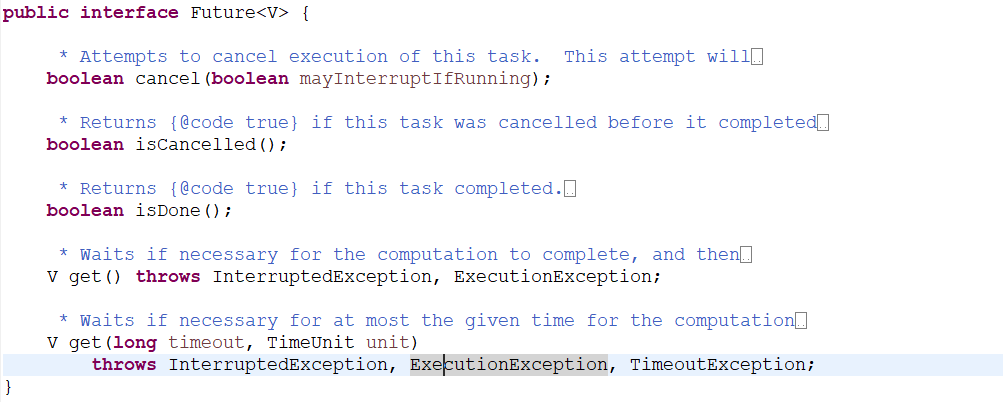 public interface Future<V> {
* Attempts to cancel execution of this task.  This attempt will..
boolean cancel(boolean mayInterruptIfRunning);
* Returns {@code true} if this task was cancelled before it completed..
boolean isCancelled();
* Returns {@code true} if this task completed...
boolean isDone();
* Waits if necessary for the computation to complete, and then..
V get() throws InterruptedException, ExecutionException;
* Waits if necessary for at most the given time for the computation..
V get(long timeout, TimeUnit unit)
throws InterruptedException, ExecutionException, TimeoutException;
}